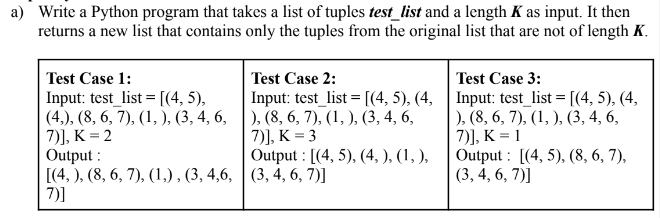 a) Write a Python program that takes a list of tuples test_list and a length K as input. It then
returns a new list that contains only the tuples from the original list that are not of length K.
Test Case 1:
Input: test_list = [(4, 5),
(4,), (8, 6, 7), (1, ), (3, 4, 6,
7)], K = 2
Output :
[(4, ), (8, 6, 7), (1,) , (3, 4,6,
7)]
Test Case 2:
Input: test_list = [(4, 5), (4,
), (8, 6, 7), (1, ), (3, 4, 6,
7)], K = 3
Output : [(4, 5), (4, ), (1, ),
(3, 4, 6, 7)]
Test Case 3:
Input: test_list = [(4, 5), (4,
), (8, 6, 7), (1, ), (3, 4, 6,
7)], K = 1
Output : [(4, 5), (8, 6, 7),
(3, 4, 6, 7)]